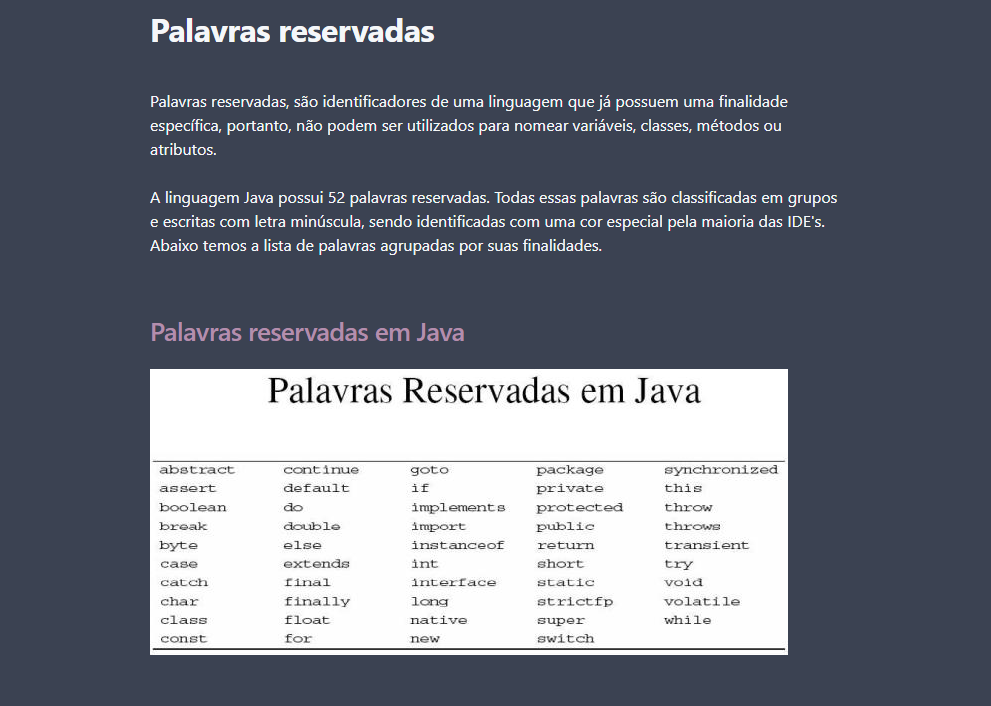 Palavras reservadas
Palavras reservadas, são identificadores de uma linguagem que já possuem uma finalidade
específica, portanto, não podem ser utilizados para nomear variáveis, classes, métodos ou
atributos.
A linguagem Java possui 52 palavras reservadas. Todas essas palavras são classificadas em grupos
e escritas com letra minúscula, sendo identificadas com uma cor especial pela maioria das IDE's.
Abaixo temos a lista de palavras agrupadas por suas finalidades.
Palavras reservadas em Java
Palavras Reservadas em Java
abstract continue goto package synchronized
assert default if private this
boolean do implements protected throw
break double import public throws
byte else instanceof return transient
case extends int short try
catch final interface static void
char finally long strictfp volatile
class float native super while
const for new switch